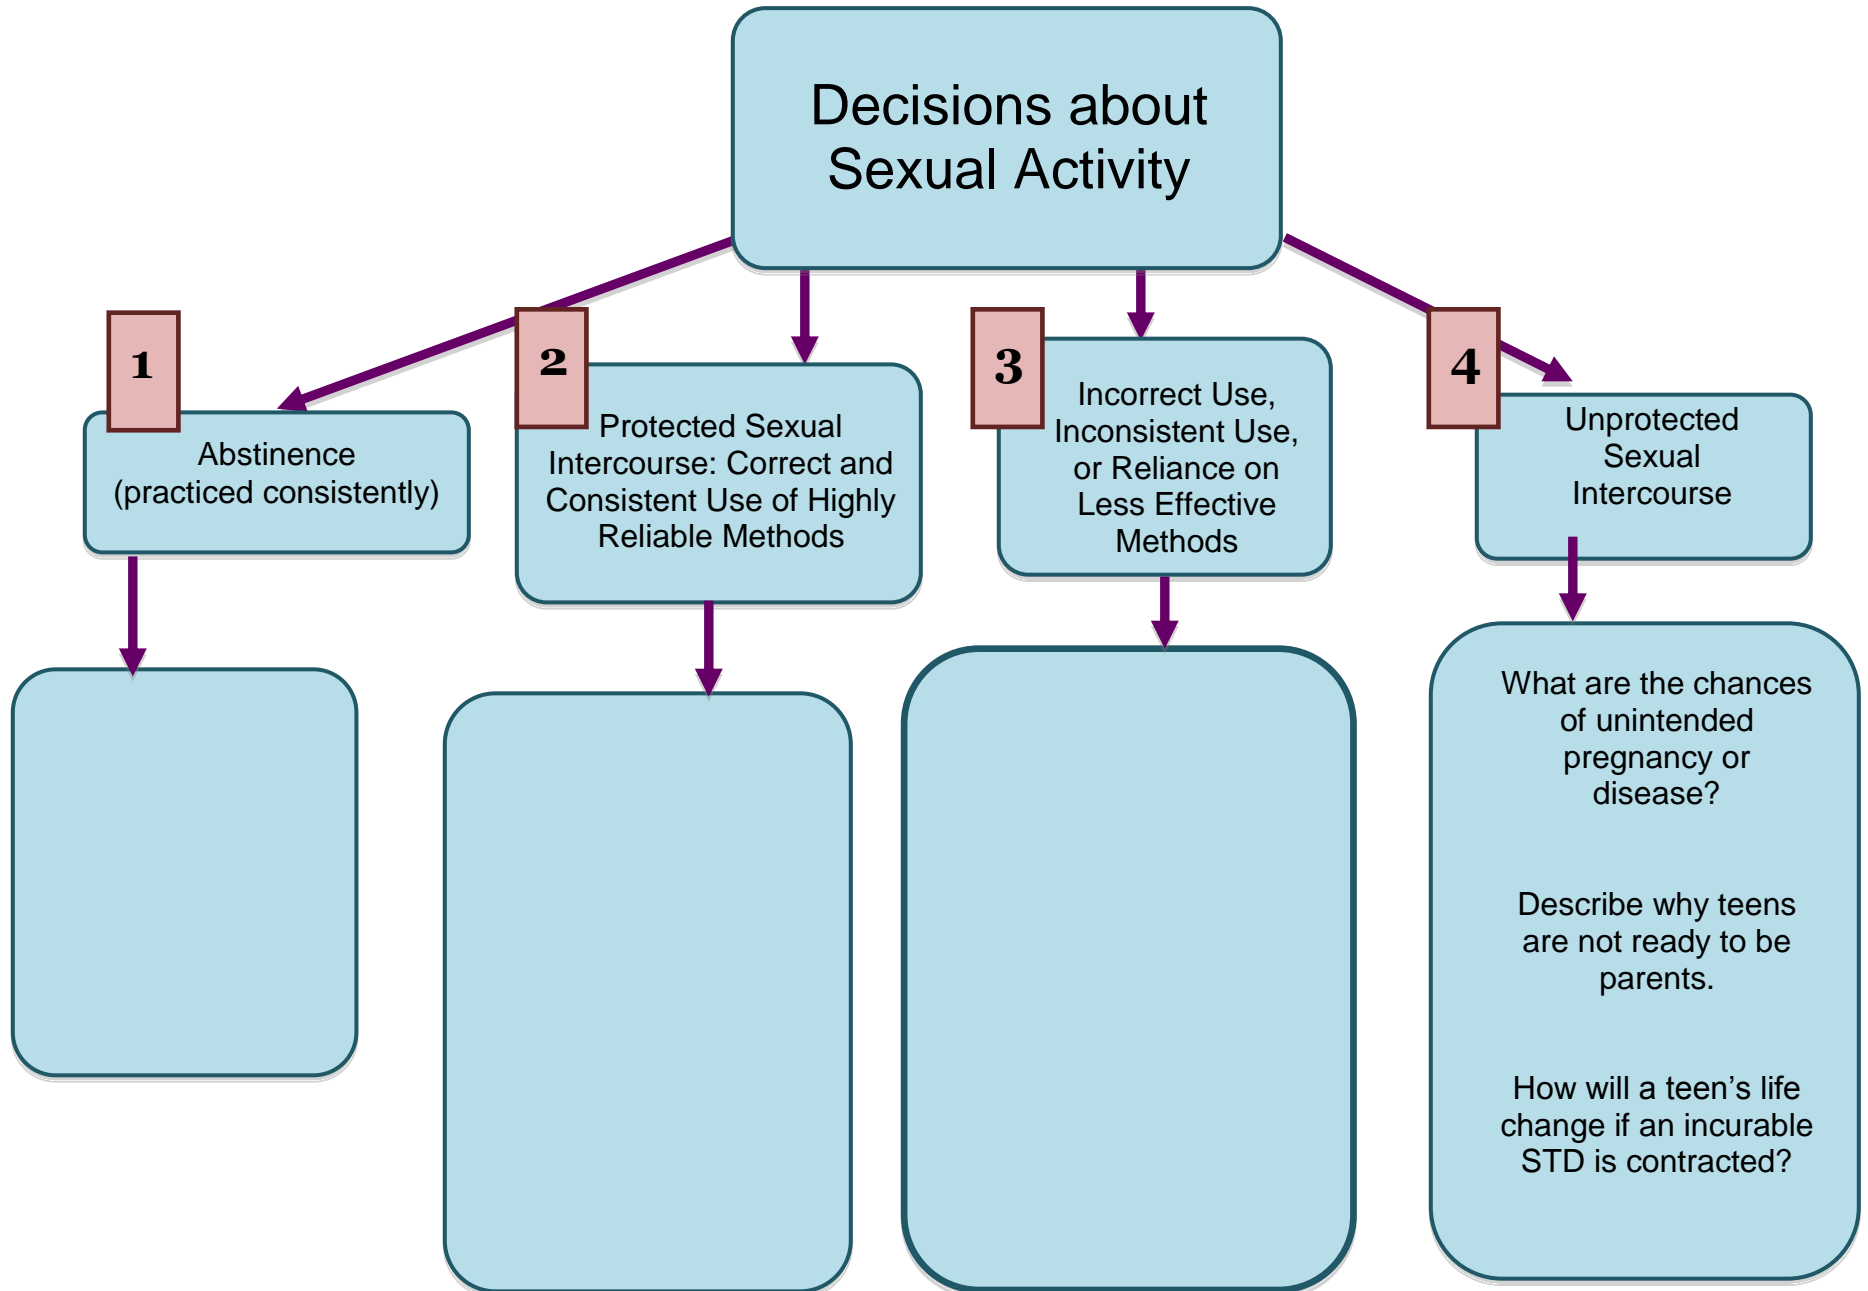 Decisions about
Sexual Activity
1
Abstinence
(practiced consistently)
2
Protected Sexual
Intercourse: Correct and
Consistent Use of Highly
Reliable Methods
3
Incorrect Use,
Inconsistent Use,
or Reliance on
Less Effective
Methods
4
Unprotected
Sexual
Intercourse
What are the chances
of unintended
pregnancy or
disease?
Describe why teens
are not ready to be
parents.
How will a teen’s life
change if an incurable
STD is contracted?